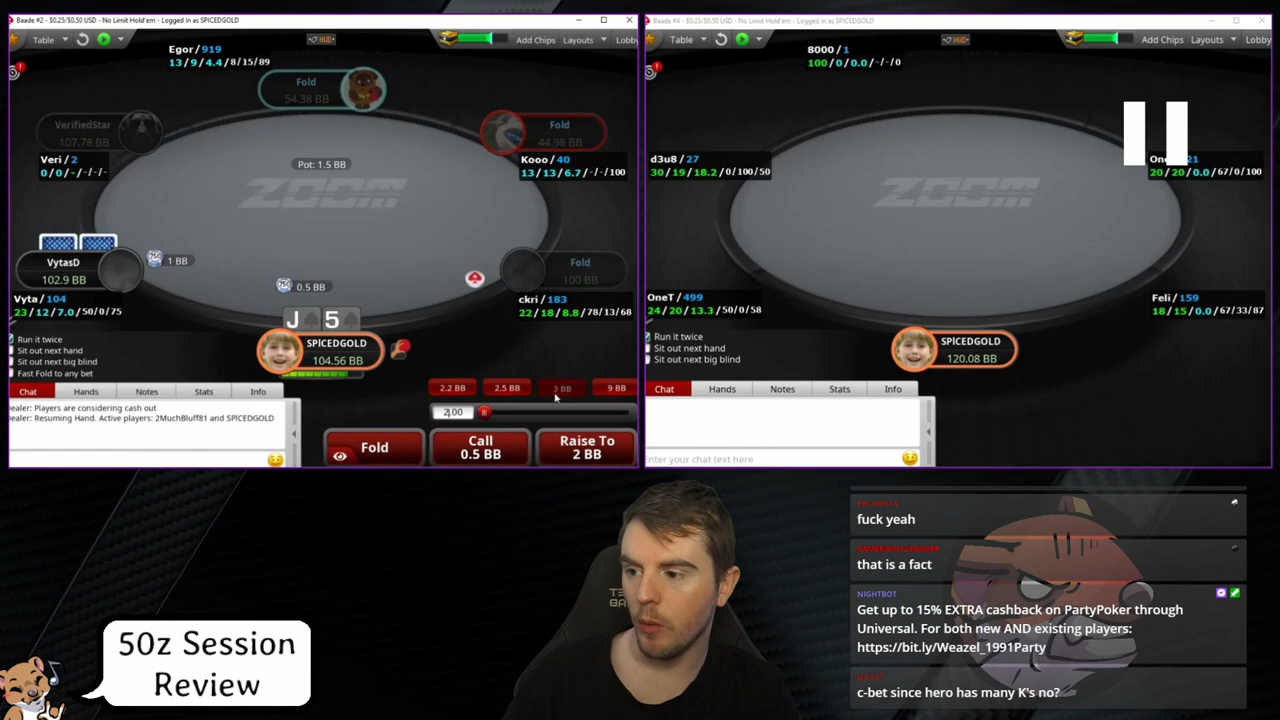 Baade #2 - $0.25/$0.50 USD - No Limit Hold'em - Logged In as SPICEDGOLD
Table
HUD
Add Chips
Layouts
Lobby
Egor / 919
13/9/4.4/8/15/89
Fold
54.38 BB
VerifiedStar
107.78 BB
Fold
44.98 BB
Veri / 2
0/0/-/-/-/-
Pot: 1.5 BB
Kooo / 40
13/13/6.7/-/-/100
ZOOM
VytasD
102.9 BB
1 BB
0.5 BB
Fold
100 BB
Vyta / 104
23/12/7.0/50/0/75
ckri / 183
22/18/8.8/78/13/68
J 5
SPICEDGOLD
104.56 BB
Run it twice
Sit out next hand
Sit out next big blind
Fast Fold to any bet
Chat
Hands
Notes
Stats
Info
ealer: Players are considering cash out
ealer: Resuming Hand. Active players: 2MuchBluff81 and SPICEDGOLD
2.2 BB
2.5 BB
3 BB
9 BB
2.00
Fold
Call
0.5 BB
Raise To
2 BB
Baade #4 - $0.25/$0.50 USD - No Limit Hold'em - Logged In as SPICEDGOLD
Table
HUD
Add Chips
Layouts
Lobby
8000 / 1
100/0/0.0/-/-/0
d3u8 / 27
30/19/18.2/0/100/50
20/20/0.0/67/0/100
ZOOM
OneT / 499
24/20/13.3/50/0/58
Feli / 159
18/15/0.0/67/33/87
SPICEDGOLD
120.08 BB
Run it twice
Sit out next hand
Sit out next big blind
Chat
Hands
Notes
Stats
Info
Enter your chat text here
fuck yeah
that is a fact
NIGHTBOT
Get up to 15% EXTRA cashback on PartyPoker through
Universal. For both new AND existing players:
https://bit.ly/Weazel_1991Party
c-bet since hero has many K's no?
50z Session
Review